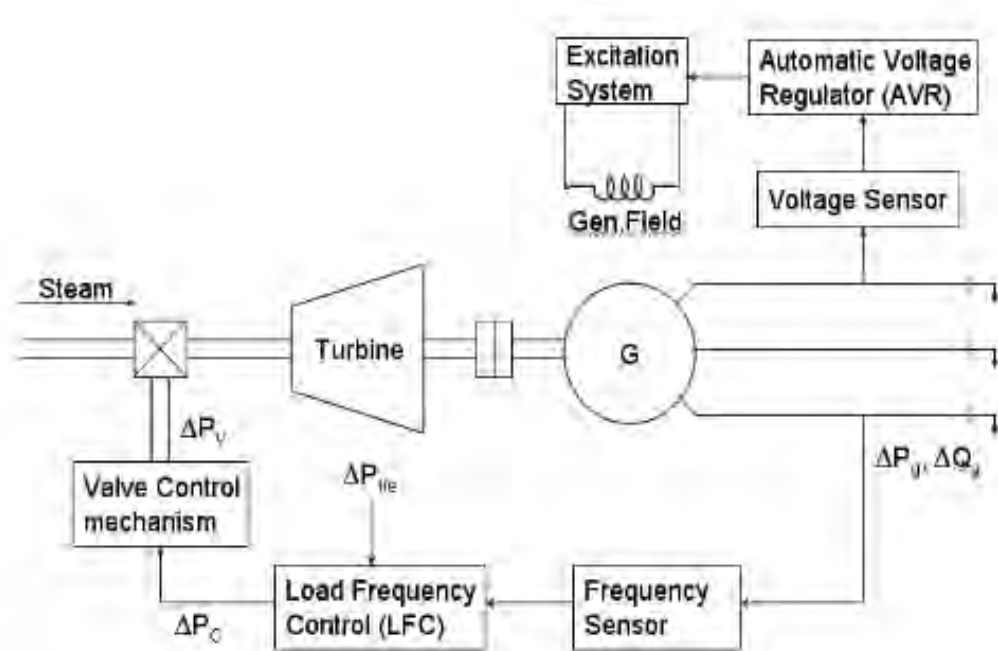 Excitation
System
Automatic Voltage
Regulator (AVR)
Gen.Field
Voltage Sensor
Steam
Turbine
G
ΔP_V
ΔP_g, ΔQ_g
Valve Control
mechanism
ΔP_tie
Load Frequency
Control (LFC)
Frequency
Sensor
ΔP_C